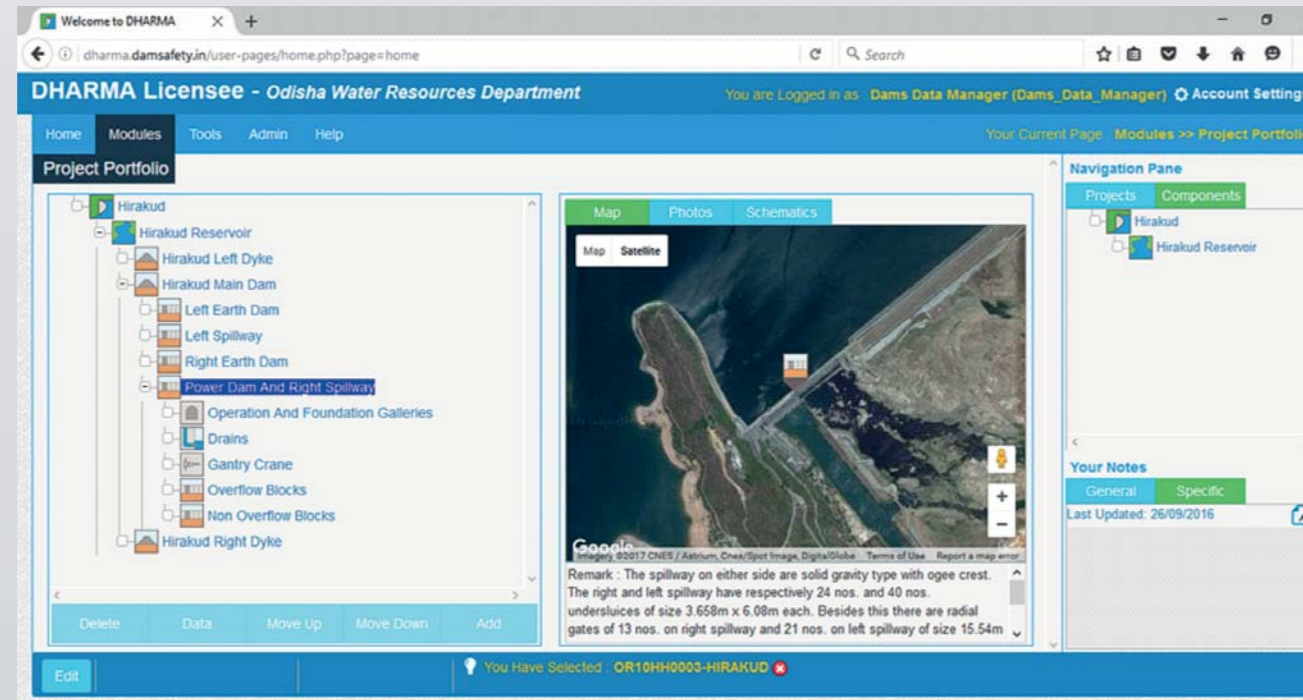 Welcome to DHARMA
dharma.damsafety.in/user-pages/home.php?page=home
Search
DHARMA Licensee - Odisha Water Resources Department
You are Logged in as : Dams Data Manager (Dams_Data_Manager) Account Settings
Home Modules Tools Admin Help
Your Current Page Modules >> Project Portfolio
Project Portfolio
Hirakud
Hirakud Reservoir
Hirakud Left Dyke
Hirakud Main Dam
Left Earth Dam
Left Spillway
Right Earth Dam
Power Dam And Right Spillway
Operation And Foundation Galleries
Drains
Gantry Crane
Overflow Blocks
Non Overflow Blocks
Hirakud Right Dyke
Delete Data Move Up Move Down Add
Map Photos Schematics
Map Satellite
Google
Imagery ©2017 CNES / Astrium, Cnes/Spot Image, DigitalGlobe Terms of Use Report a map error
Remark : The spillway on either side are solid gravity type with ogee crest.
The right and left spillway have respectively 24 nos. and 40 nos.
undersluices of size 3.658m x 6.08m each. Besides this there are radial
gates of 13 nos. on right spillway and 21 nos. on left spillway of size 15.54m
Navigation Pane
Projects Components
Hirakud
Hirakud Reservoir
Your Notes
General Specific
Last Updated: 26/09/2016
Edit
You Have Selected : OR10HH0003-HIRAKUD